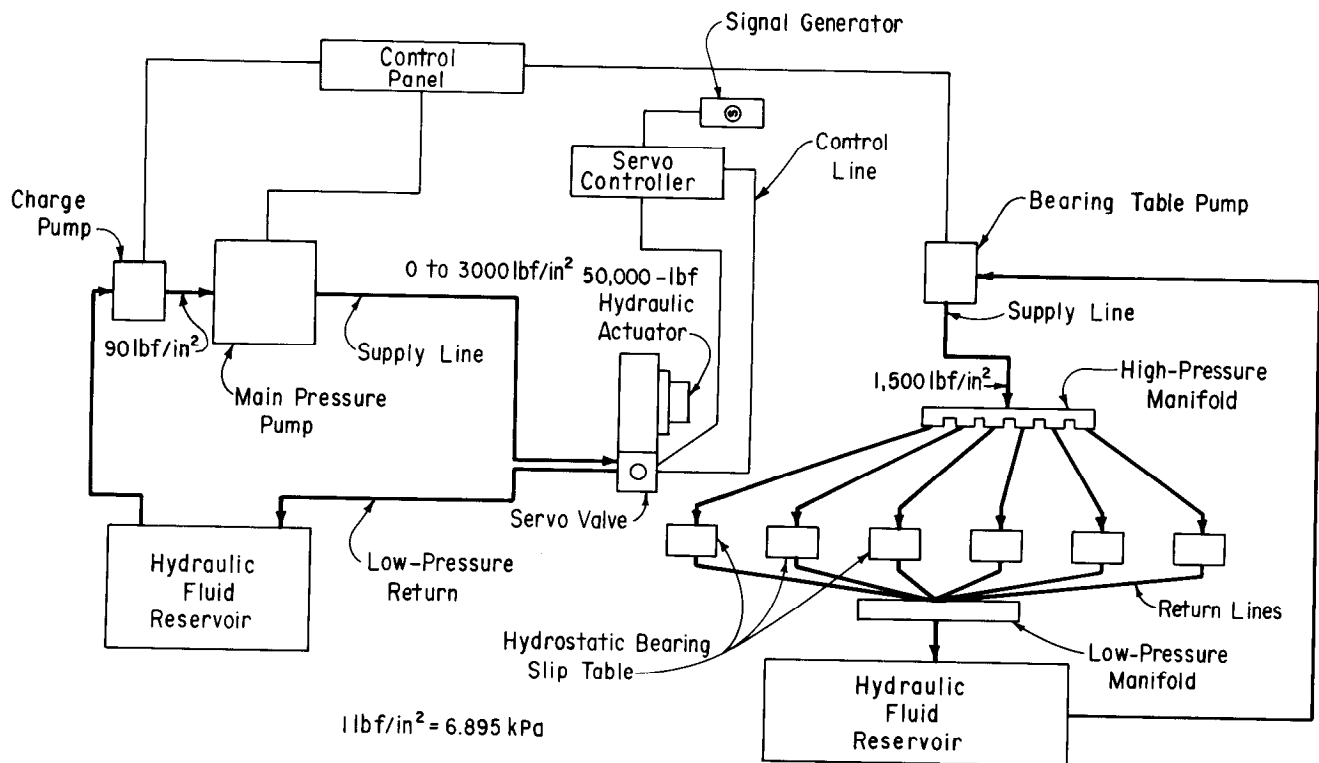 Signal Generator
Control
Panel
Servo
Controller
Control
Line
Charge
Pump
Bearing Table Pump
0 to 3000 lbf/in²
50,000-lbf
Hydraulic
Actuator
90 lbf/in²
Supply Line
Supply Line
Main Pressure
Pump
1,500 lbf/in²
High-Pressure
Manifold
Servo Valve
Low-Pressure
Return
Hydraulic
Fluid
Reservoir
Return Lines
Hydrostatic Bearing
Slip Table
Low-Pressure
Manifold
Hydraulic
Fluid
Reservoir
1 lbf/in² = 6.895 kPa
S